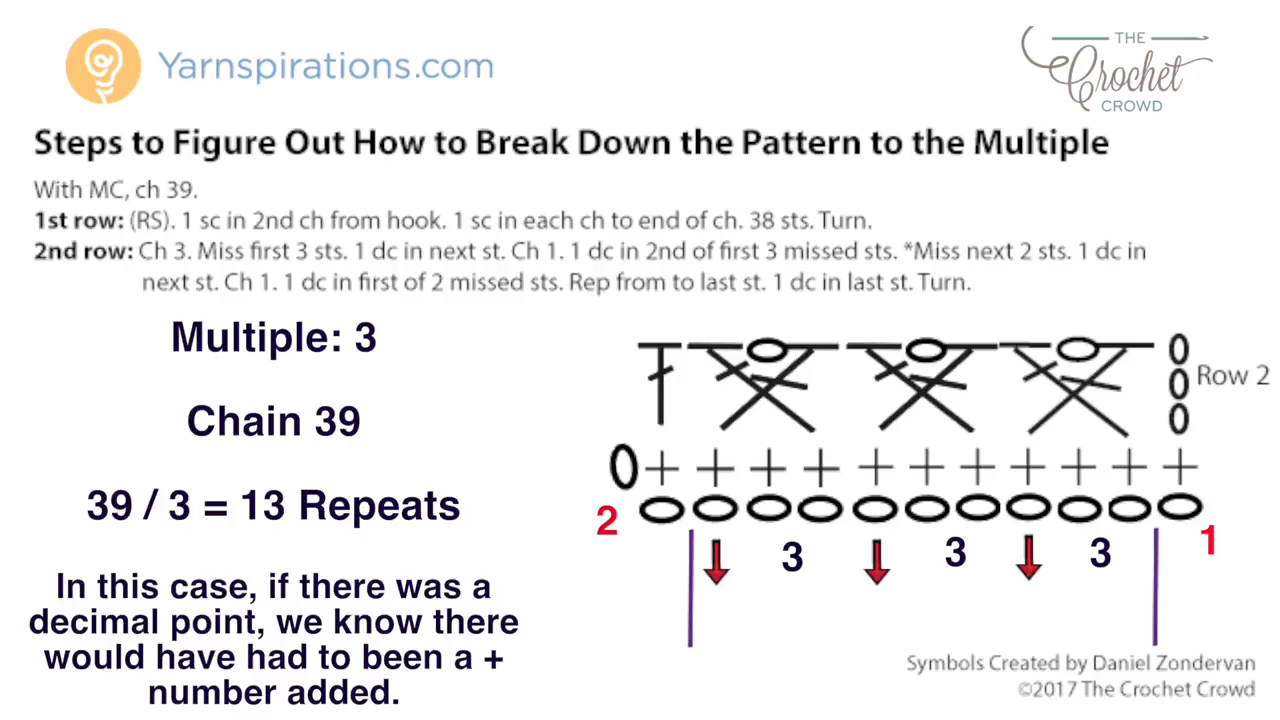 Yarnspirations.com
THE
Crochet
CROWD
Steps to Figure Out How to Break Down the Pattern to the Multiple
With MC, ch 39.
1st row: (RS). 1 sc in 2nd ch from hook. 1 sc in each ch to end of ch. 38 sts. Turn.
2nd row: Ch 3. Miss first 3 sts. 1 dc in next st. Ch 1. 1 dc in 2nd of first 3 missed sts. *Miss next 2 sts. 1 dc in
next st. Ch 1. 1 dc in first of 2 missed sts. Rep from to last st. 1 dc in last st. Turn.
Multiple: 3
Chain 39
39 / 3 = 13 Repeats
In this case, if there was a
decimal point, we know there
would have had to been a +
number added.
Row 2
2
3
3
3
1
Symbols Created by Daniel Zondervan
©2017 The Crochet Crowd